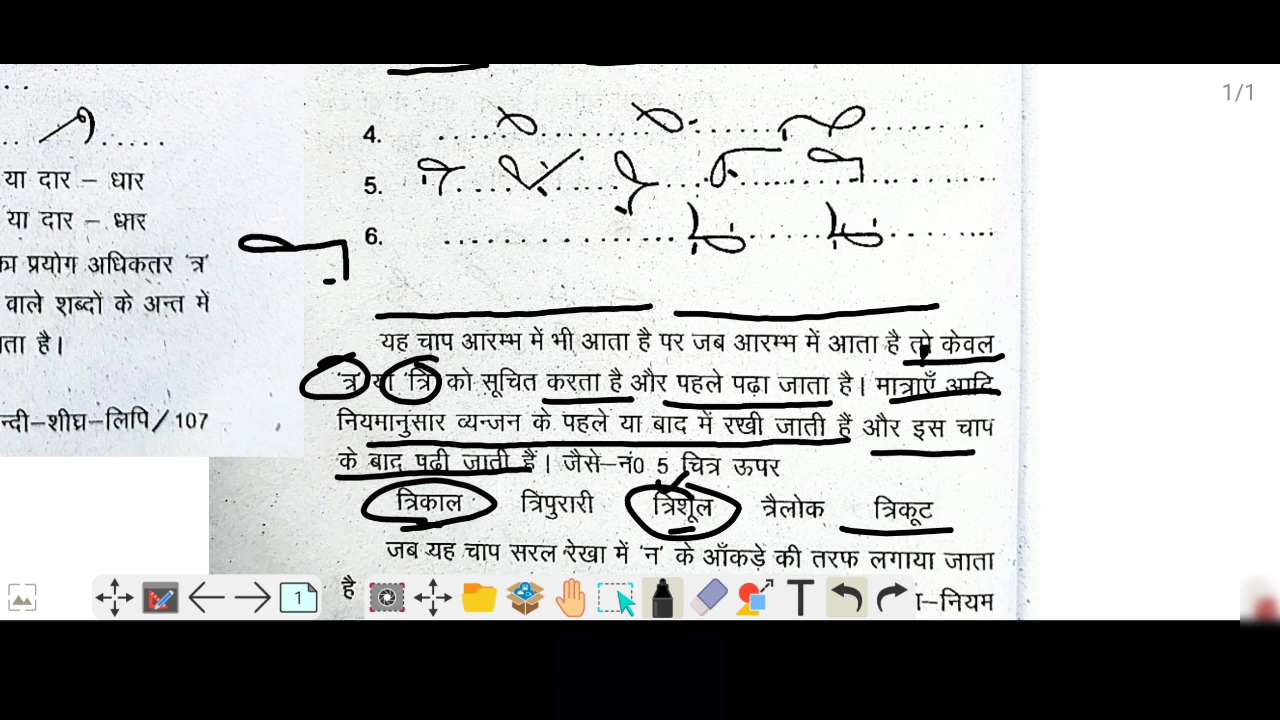 1/1
4.
5.
6.
या दार – धार
या दार – धार
का प्रयोग अधिकतर 'त्र'
वाले शब्दों के अन्त में
ता है।
न्दी–शीघ्र–लिपि/107
यह चाप आरम्भ में भी आता है पर जब आरम्भ में आता है तो केवल
'त्र' या 'त्रि' को सूचित करता है और पहले पढ़ा जाता है। मात्राएँ आदि
नियमानुसार व्यन्जन के पहले या बाद में रखी जाती हैं और इस चाप
के बाद पढ़ी जाती हैं। जैसे–नं0 5 चित्र ऊपर
त्रिकाल त्रिपुरारी त्रिशूल त्रैलोक त्रिकूट
जब यह चाप सरल रेखा में 'न' के आँकड़े की तरफ लगाया जाता
है
–नियम
1
T